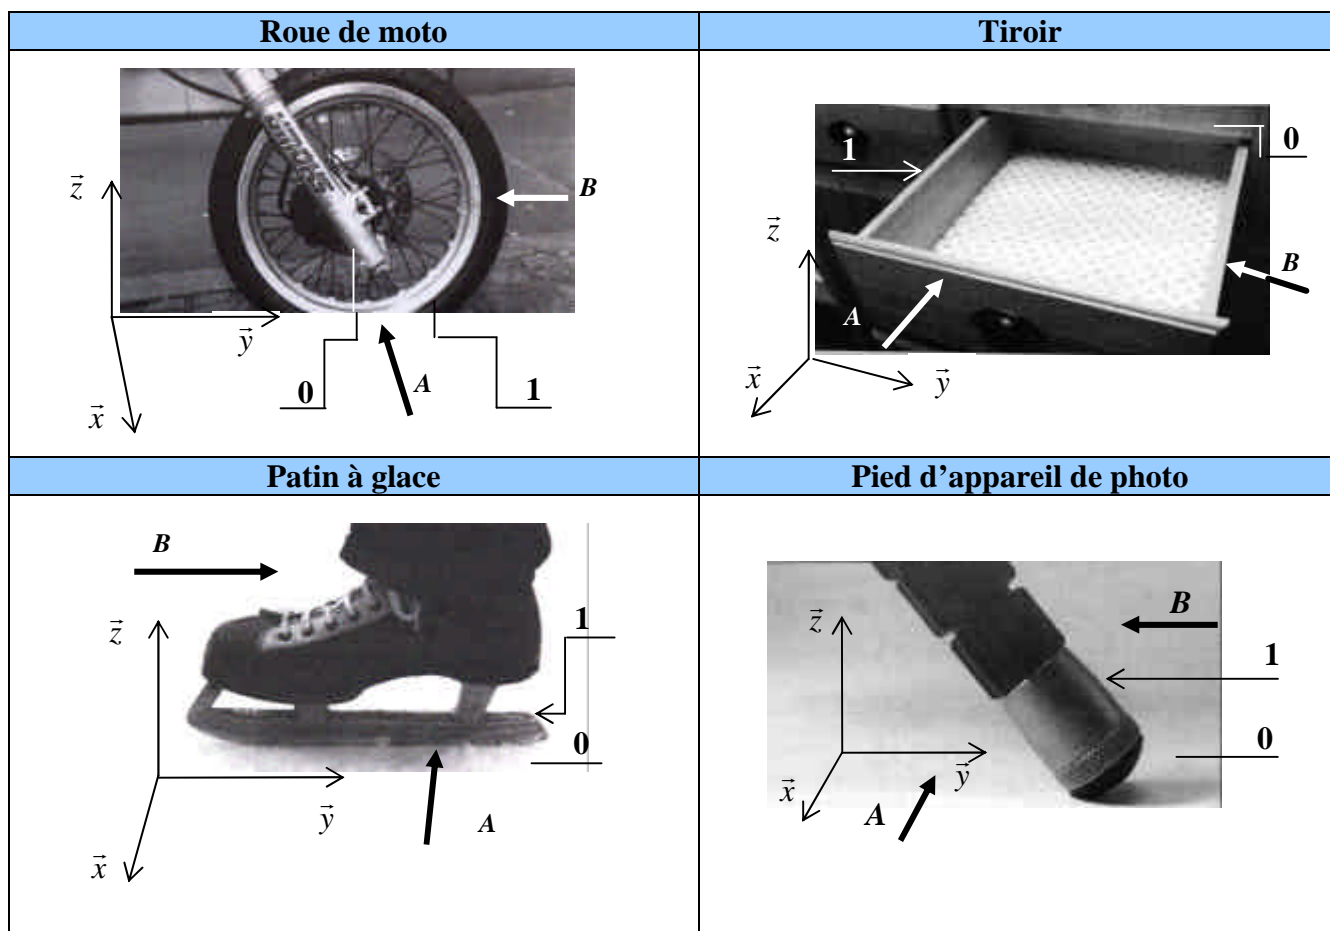 Roue de moto
z⃗
B
y⃗
0
A
1
x⃗
Tiroir
0
1
z⃗
B
A
x⃗
y⃗
Patin à glace
B
z⃗
1
0
y⃗
A
x⃗
Pied d’appareil de photo
B
z⃗
1
0
y⃗
x⃗
A